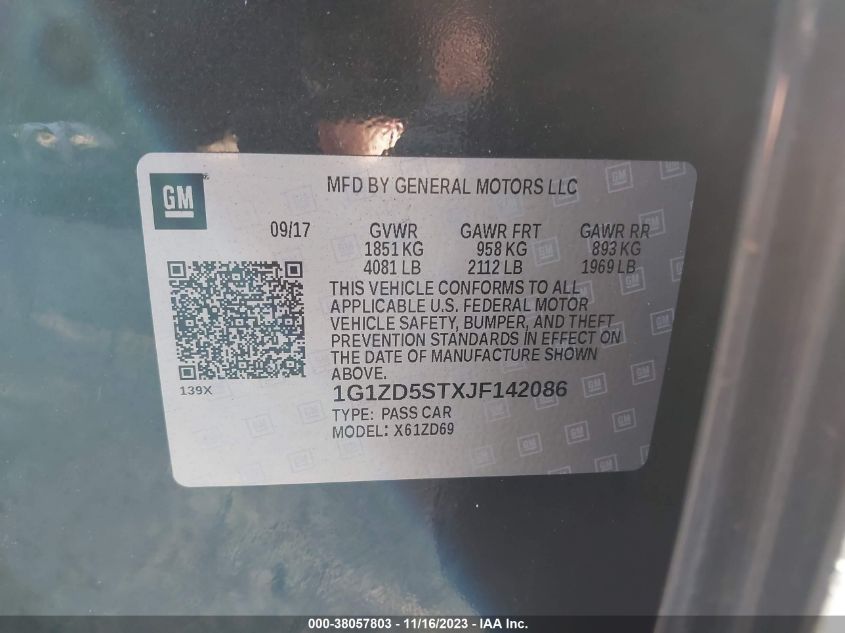 GM
MFD BY GENERAL MOTORS LLC
09/17 GVWR GAWR FRT GAWR RR
1851 KG 958 KG 893 KG
4081 LB 2112 LB 1969 LB
THIS VEHICLE CONFORMS TO ALL
APPLICABLE U.S. FEDERAL MOTOR
VEHICLE SAFETY, BUMPER, AND THEFT
PREVENTION STANDARDS IN EFFECT ON
THE DATE OF MANUFACTURE SHOWN
ABOVE.
139X
1G1ZD5STXJF142086
TYPE: PASS CAR
MODEL: X61ZD69
000-38057803 - 11/16/2023 - IAA Inc.